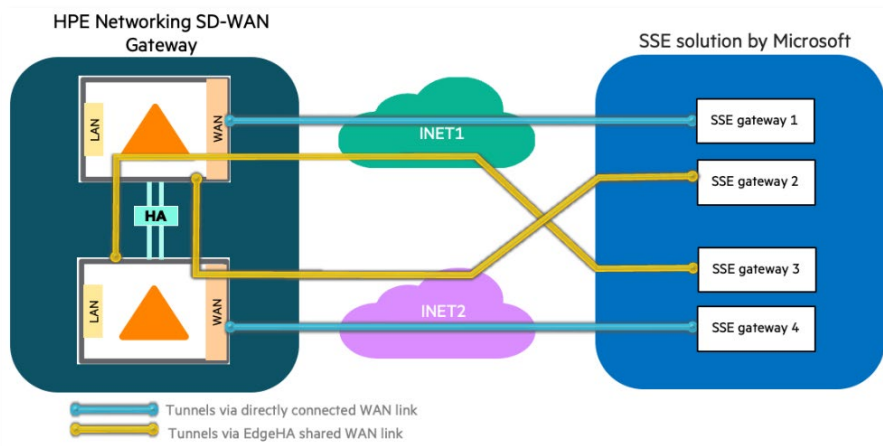 HPE Networking SD-WAN
Gateway
SSE solution by Microsoft
LAN
WAN
INET1
SSE gateway 1
SSE gateway 2
HA
SSE gateway 3
LAN
WAN
INET2
SSE gateway 4
Tunnels via directly connected WAN link
Tunnels via EdgeHA shared WAN link